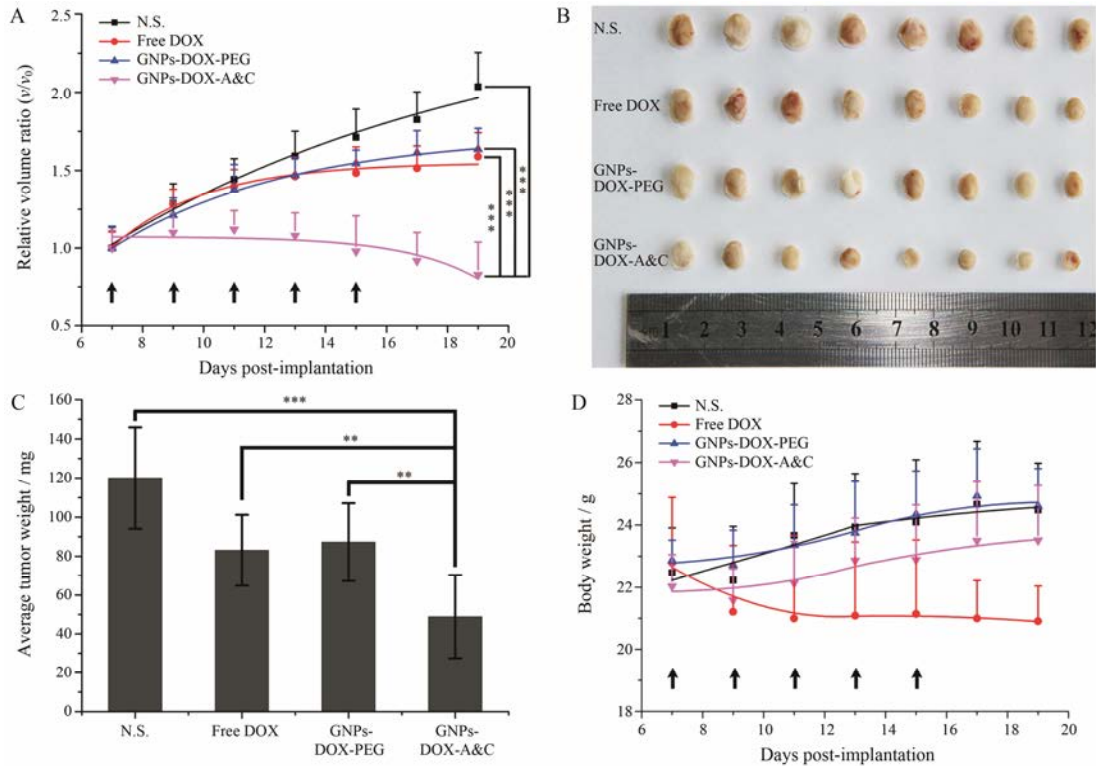 A
N.S.
Free DOX
GNPs-DOX-PEG
GNPs-DOX-A&C
Relative volume ratio (v/v0)
2.5
2.0
1.5
1.0
0.5
6 8 10 12 14 16 18 20
Days post-implantation
***
***
***
B
N.S.
Free DOX
GNPs-
DOX-PEG
GNPs-
DOX-A&C
1 2 3 4 5 6 7 8 9 10 11 12
C
Average tumor weight / mg
160
140
120
100
80
60
40
20
0
***
**
**
N.S. Free DOX GNPs-DOX-PEG GNPs-DOX-A&C
D
N.S.
Free DOX
GNPs-DOX-PEG
GNPs-DOX-A&C
Body weight / g
28
26
24
22
20
18
6 8 10 12 14 16 18 20
Days post-implantation